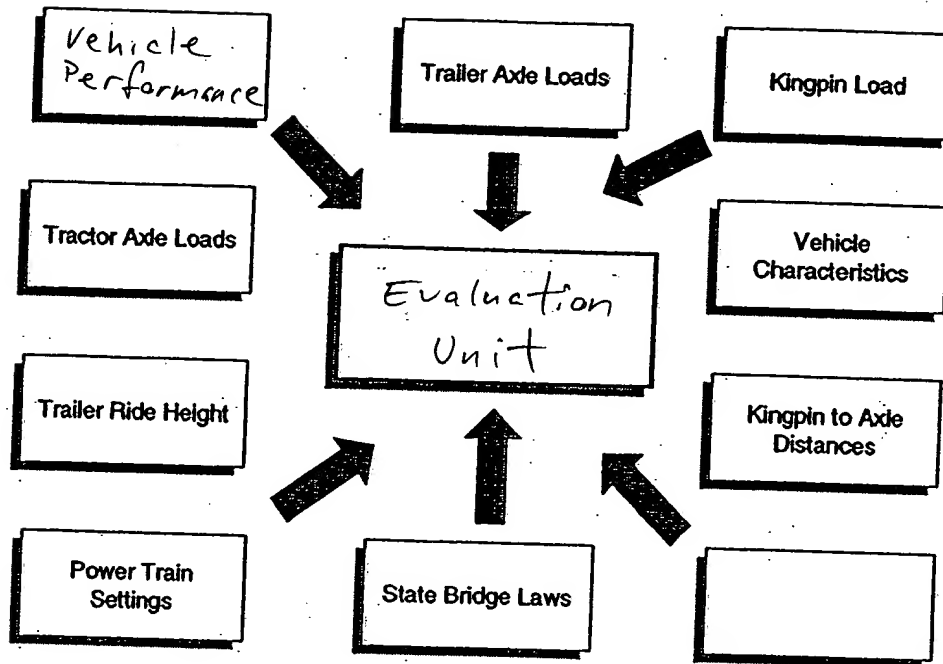 Vehicle
Performance
Trailer Axle Loads
Kingpin Load
Tractor Axle Loads
Evaluation
Unit
Vehicle
Characteristics
Trailer Ride Height
Kingpin to Axle
Distances
Power Train
Settings
State Bridge Laws